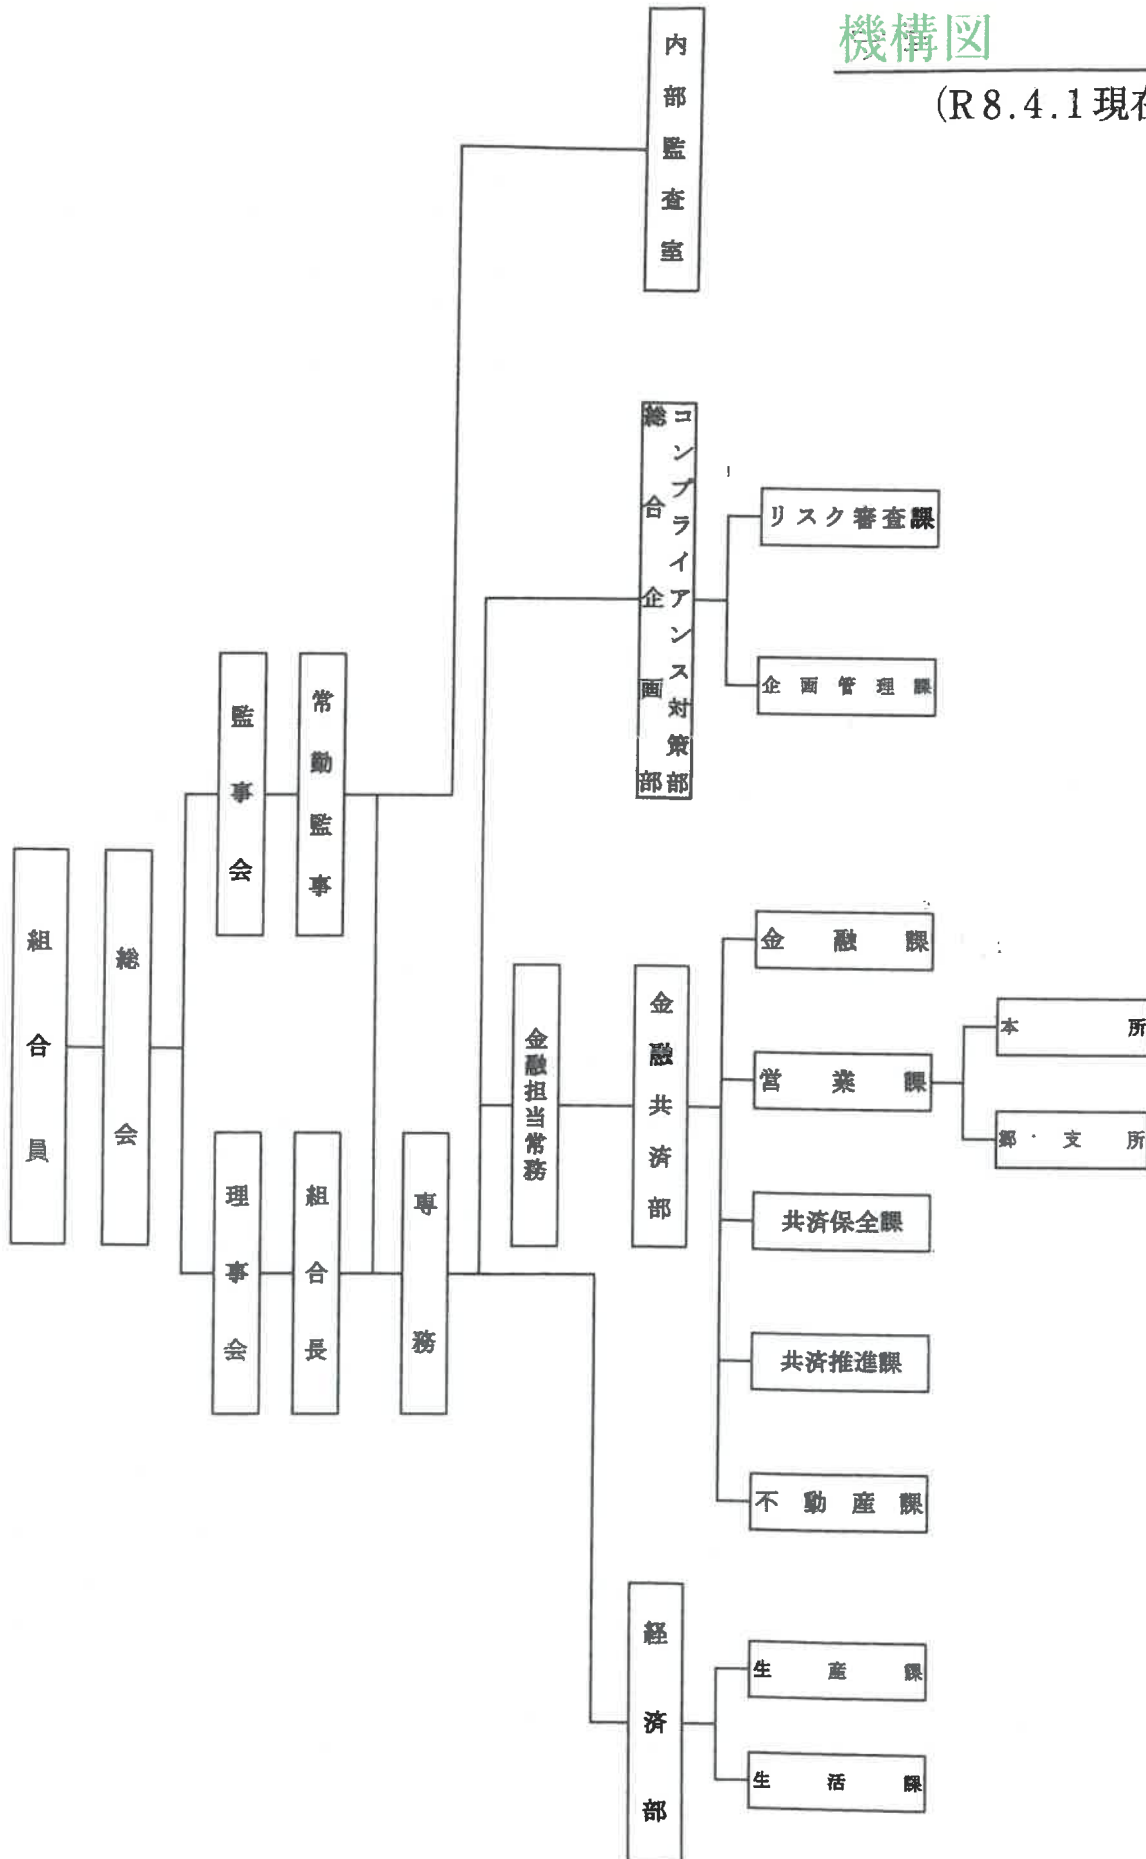 機構図
(R8.4.1現在
内部監査室
総合企画部
コンプライアンス対策部
リスク審査課
企画管理課
監事会
常勤監事
組合員
総会
理事会
組合長
専務
金融担当常務
金融共済部
金融課
営業課
本所
郷・支所
共済保全課
共済推進課
不動産課
経済部
生産課
生活課